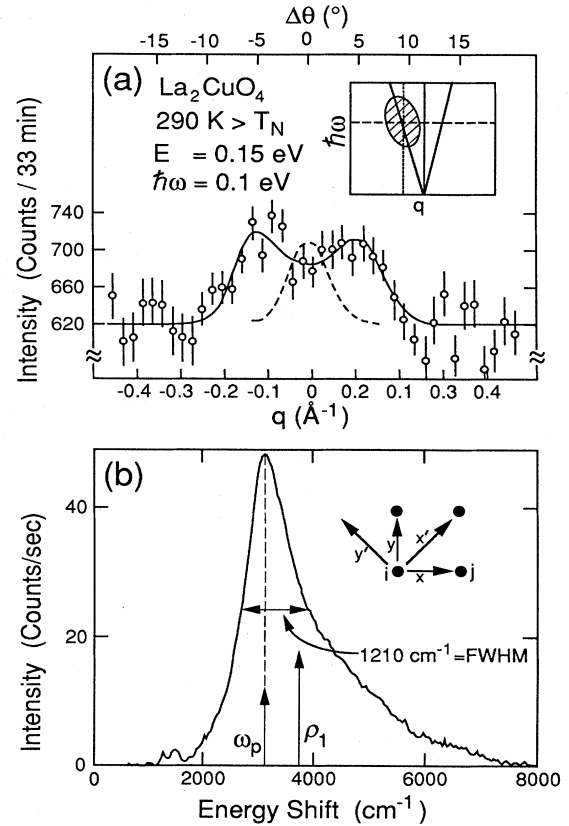 Δθ (°)
-15 -10 -5 0 5 10 15
(a)
La₂CuO₄
290 K > T_N
E = 0.15 eV
ℏω = 0.1 eV
ℏω
q
Intensity (Counts / 33 min)
740
700
660
620
-0.4 -0.3 -0.2 -0.1 0 0.2 0.2 0.3 0.4
q (Å⁻¹)
(b)
Intensity (Counts/sec)
40
20
0
y' y x'
i x j
1210 cm⁻¹=FWHM
ω_p ρ₁
0 2000 4000 6000 8000
Energy Shift (cm⁻¹)